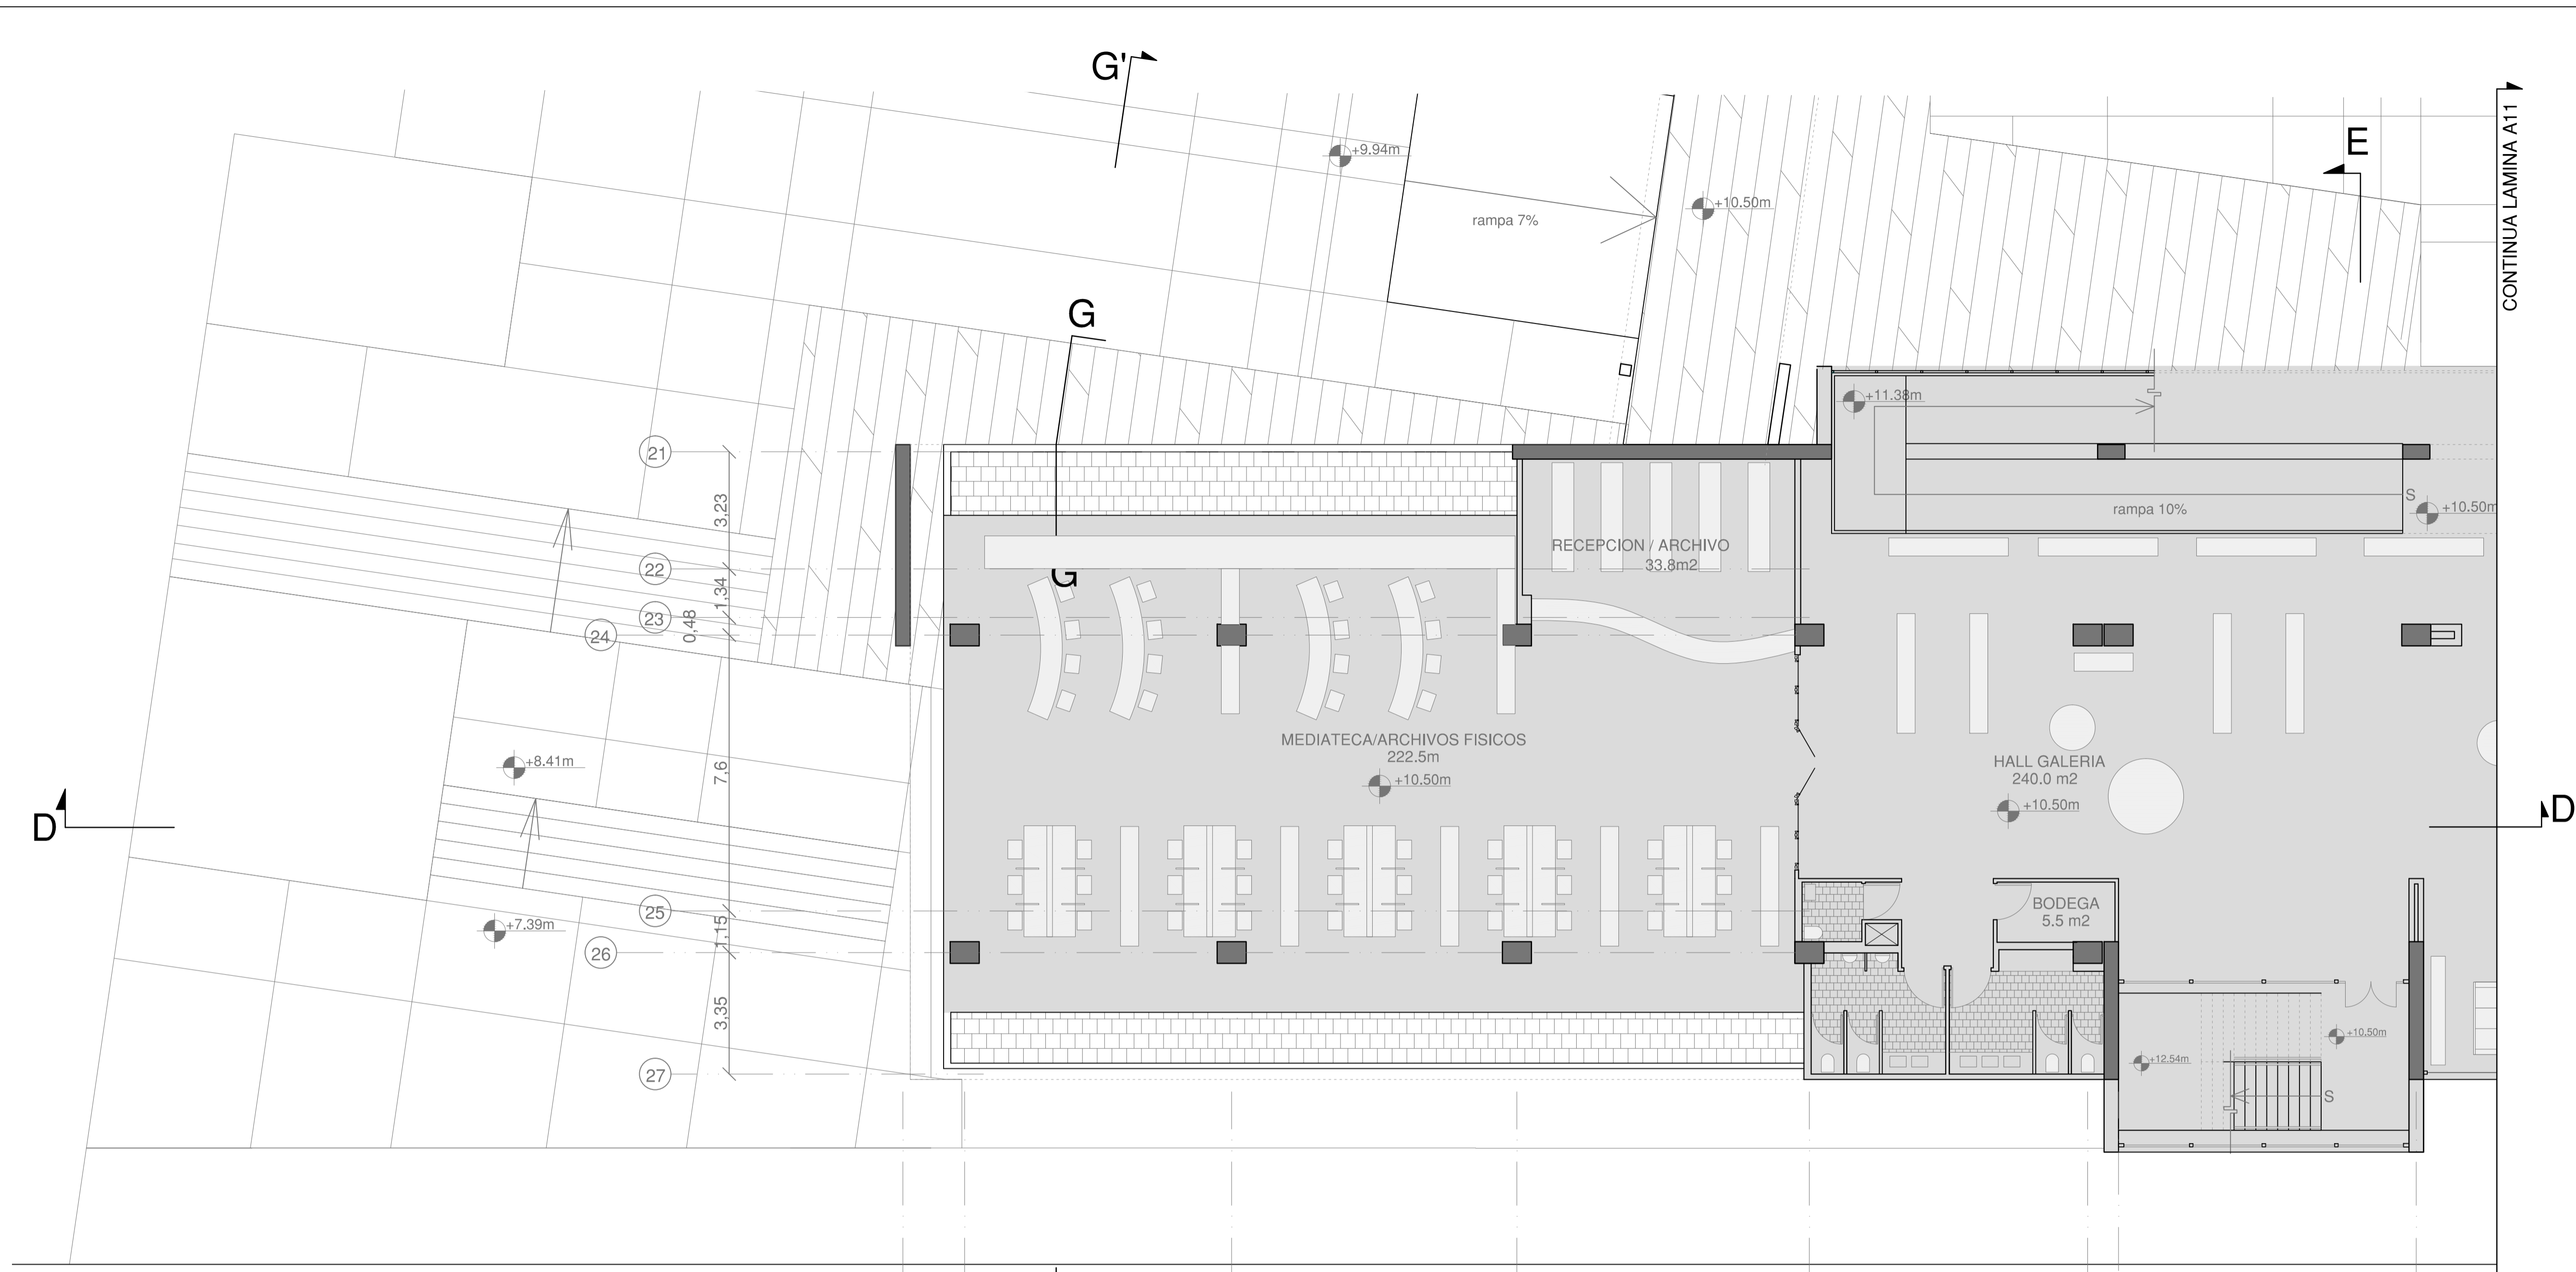 G'
+9.94m
rampa 7%
+10.50m
E
CONTINUA LAMINA A11
G
+11.38m
21
3,23
S
+10.50m
rampa 10%
RECEPCION / ARCHIVO
33.8m2
22
G
1,34
23
0,48
24
MEDIATECA/ARCHIVOS FISICOS
222.5m
+10.50m
HALL GALERIA
240.0 m2
+10.50m
+8.41m
7,6
D
D
BODEGA
5.5 m2
25
+7.39m
1,15
26
3,35
27
+10.50m
+12.54m
S